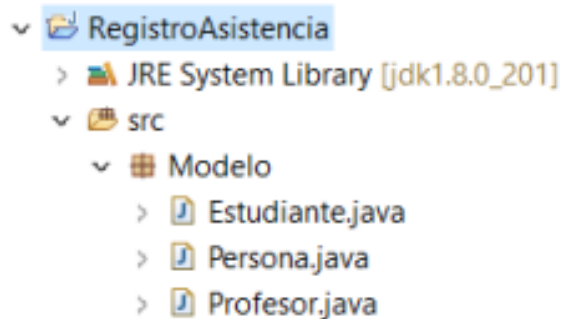 RegistroAsistencia
JRE System Library [jdk1.8.0_201]
src
Modelo
Estudiante.java
Persona.java
Profesor.java